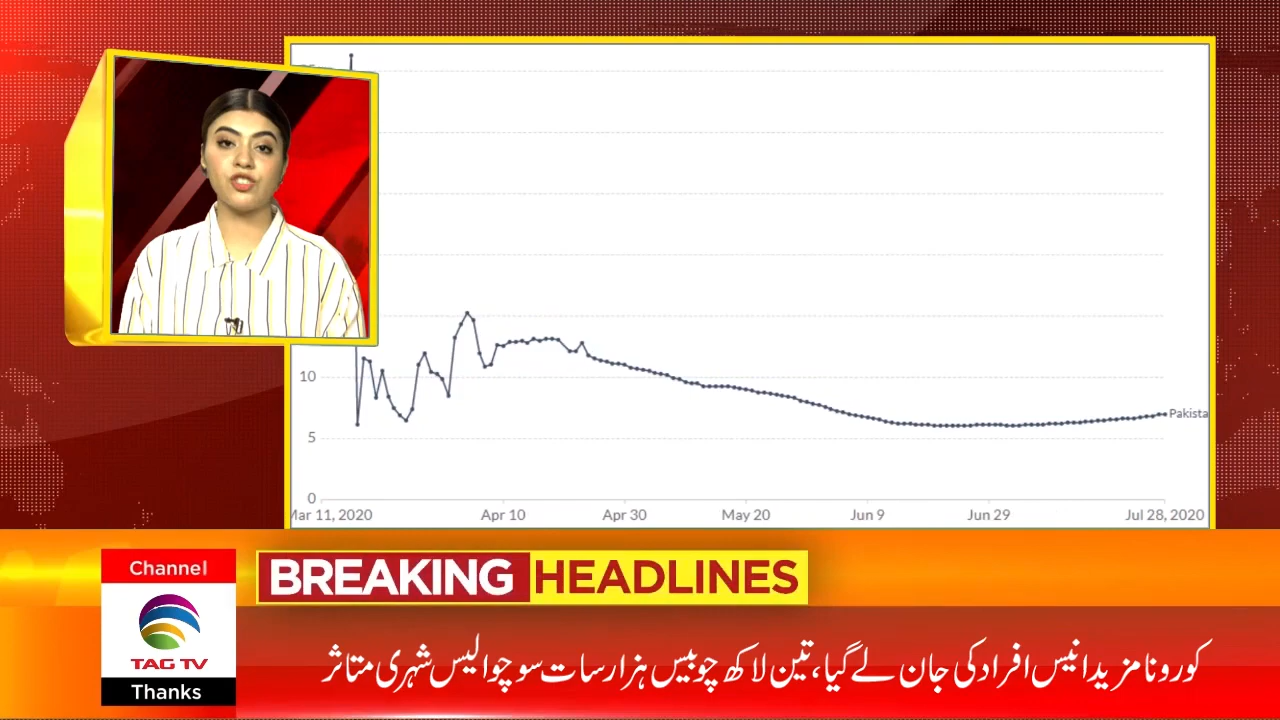 10
5
0
Mar 11, 2020
Apr 10
Apr 30
May 20
Jun 9
Jun 29
Jul 28, 2020
Pakista
Channel
TAG TV
Thanks
BREAKING HEADLINES
کورونا مزید انیس افراد کی جان لے گیا، تین لاکھ چوبیس ہزار سات سو چوالیس شہری متاثر